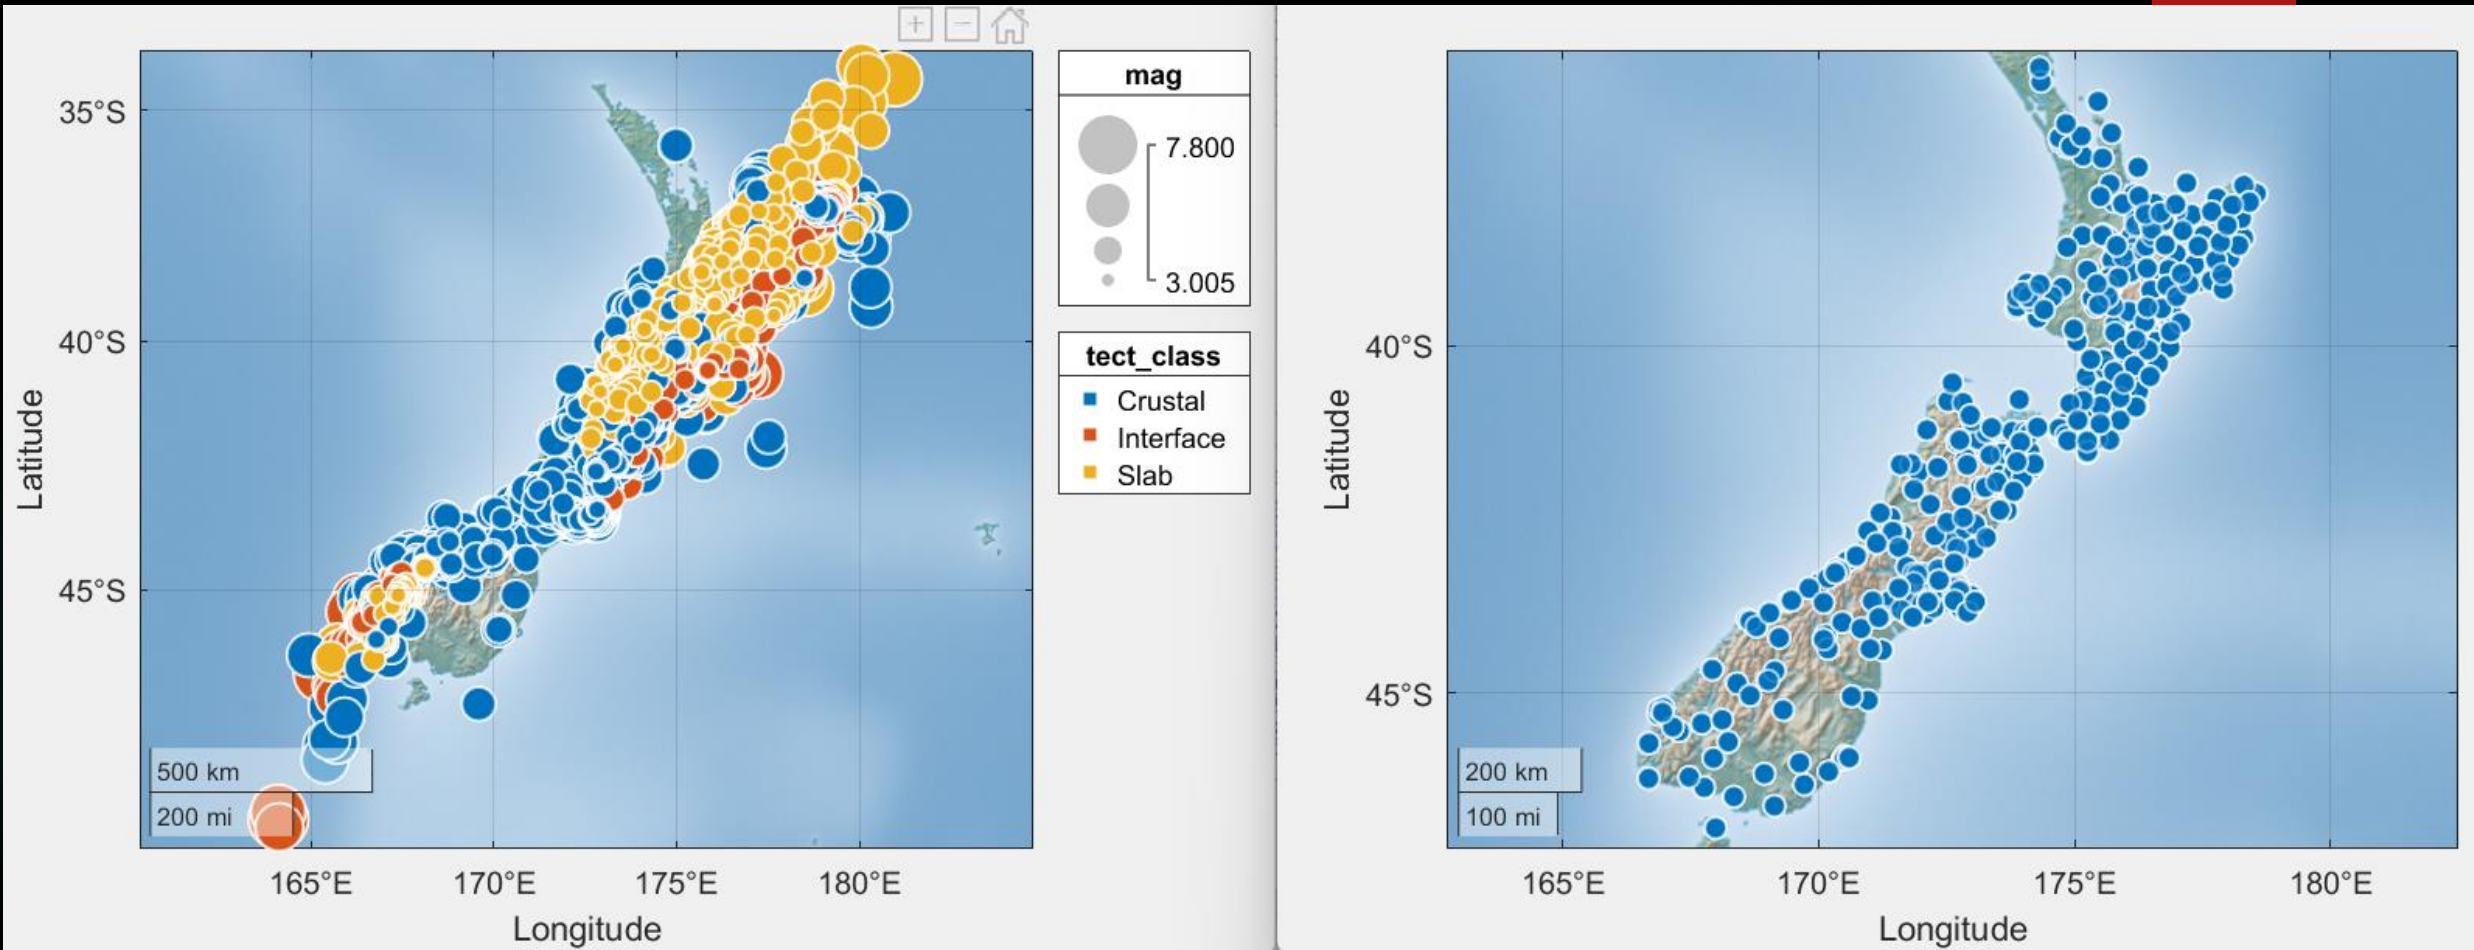 35°S
40°S
45°S
Latitude
500 km
200 mi
165°E
170°E
175°E
180°E
Longitude
mag
7.800
3.005
tect_class
Crustal
Interface
Slab
40°S
45°S
Latitude
200 km
100 mi
165°E
170°E
175°E
180°E
Longitude